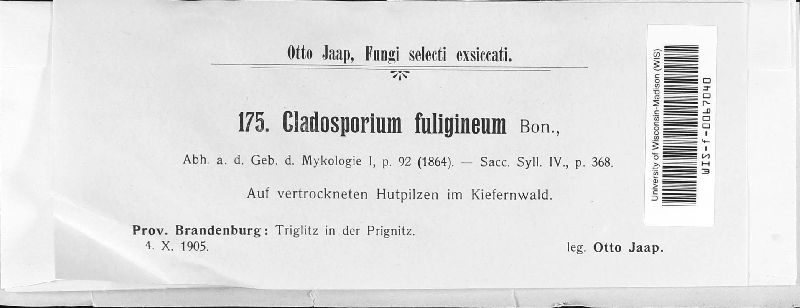 Otto Jaap, Fungi selecti exsiccati.
175. Cladosporium fuligineum Bon.,
Abh. a. d. Geb. d. Mykologie I, p. 92 (1864). — Sacc. Syll. IV., p. 368.
Auf vertrockneten Hutpilzen im Kiefernwald.
Prov. Brandenburg: Triglitz in der Prignitz.
4. X. 1905.
leg. Otto Jaap.
University of Wisconsin-Madison (WIS)
WIS-f-0067040